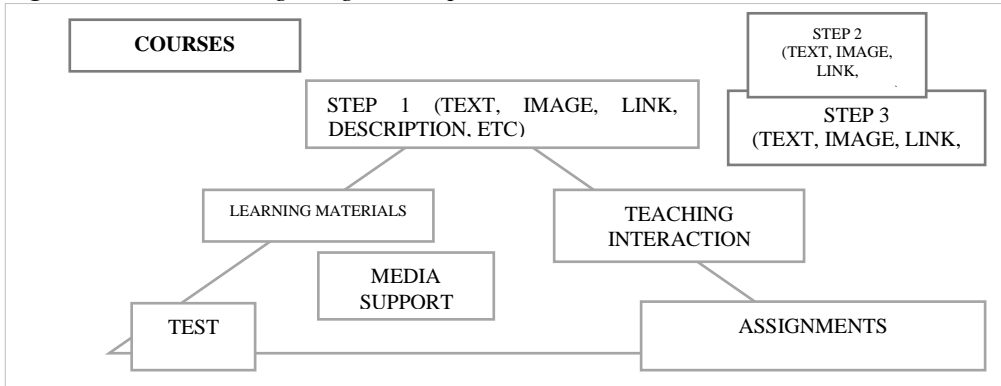 COURSES
STEP 2
(TEXT, IMAGE,
LINK,
STEP 1 (TEXT, IMAGE, LINK,
DESCRIPTION, ETC)
STEP 3
(TEXT, IMAGE, LINK,
LEARNING MATERIALS
TEACHING
INTERACTION
MEDIA
SUPPORT
TEST
ASSIGNMENTS